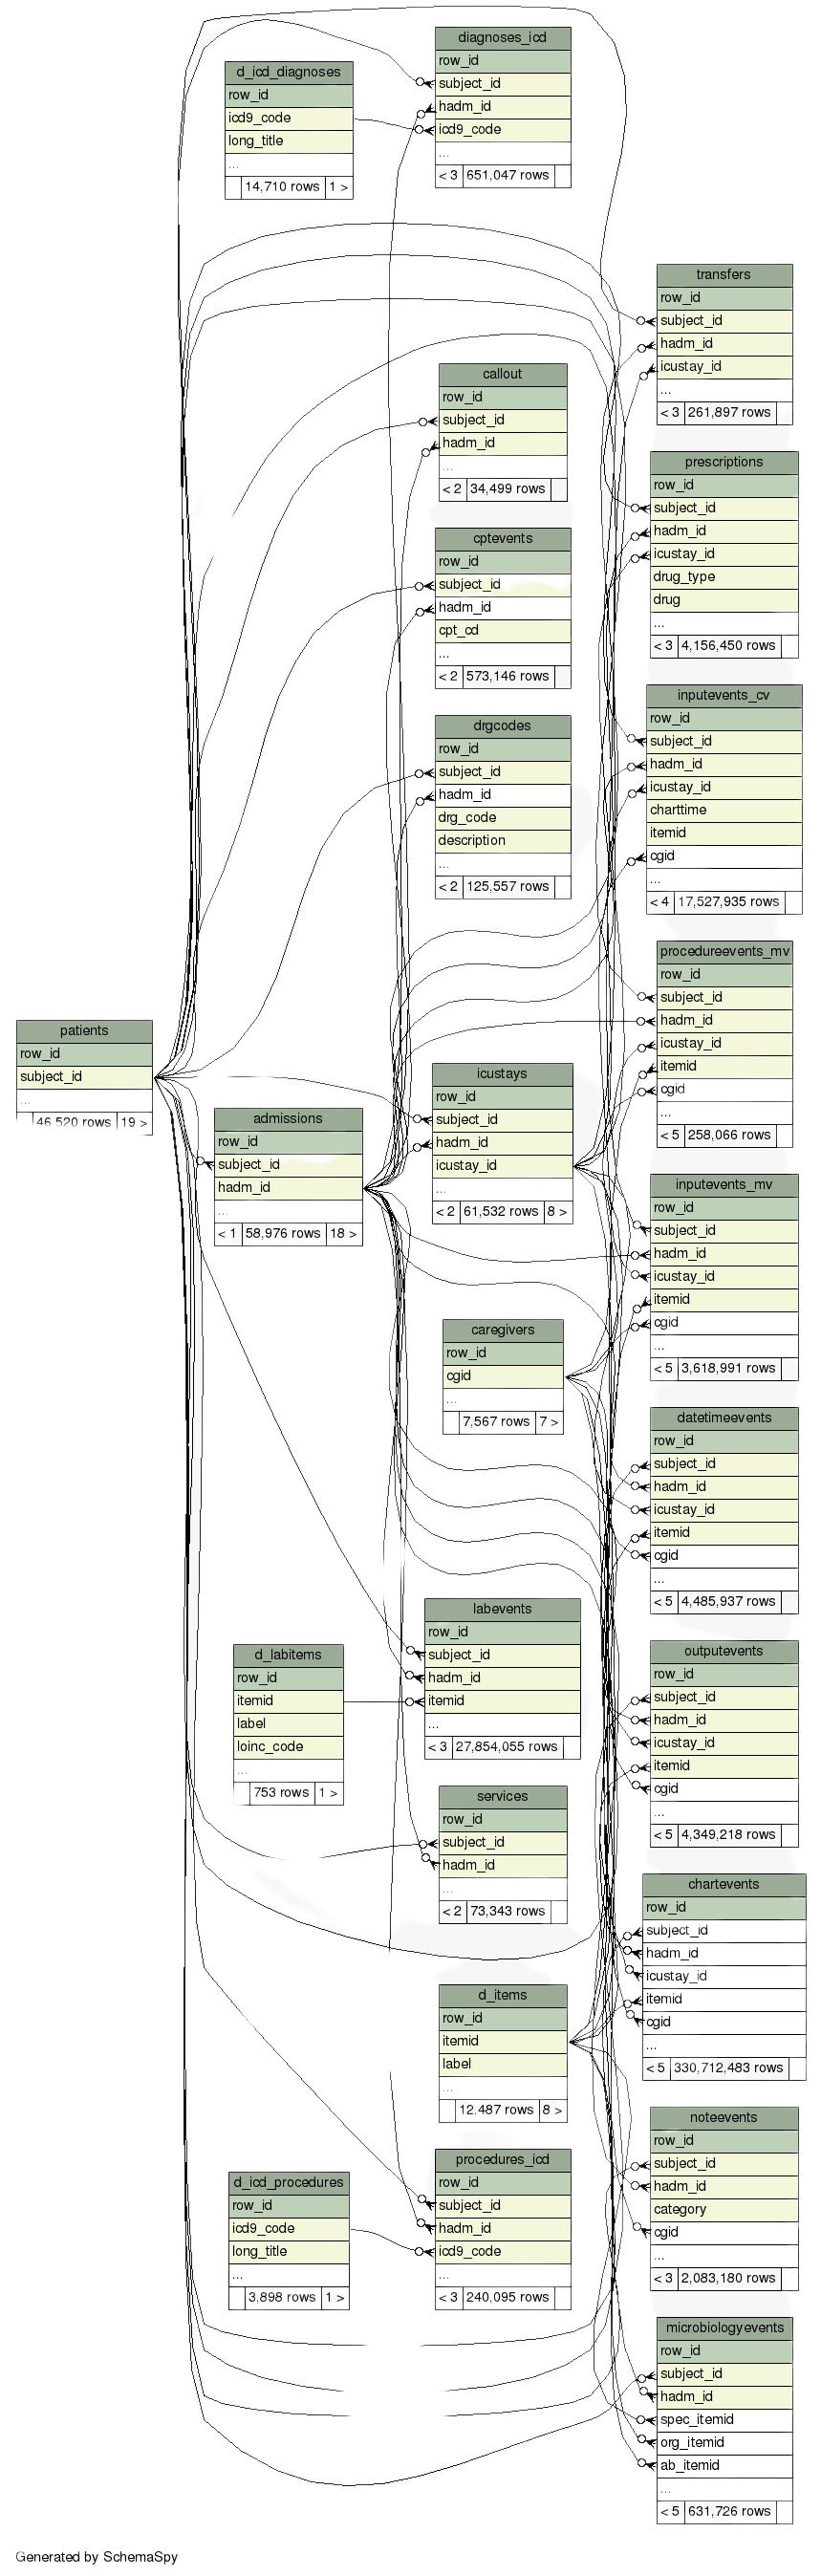 diagnoses_icd
row_id
subject_id
hadm_id
icd9_code
...
< 3 651,047 rows
d_icd_diagnoses
row_id
icd9_code
long_title
...
14,710 rows 1 >
transfers
row_id
subject_id
hadm_id
icustay_id
...
< 3 261,897 rows
callout
row_id
subject_id
hadm_id
...
< 2 34,499 rows
prescriptions
row_id
subject_id
hadm_id
icustay_id
drug_type
drug
...
< 3 4,156,450 rows
cptevents
row_id
subject_id
hadm_id
cpt_cd
...
< 2 573,146 rows
inputevents_cv
row_id
subject_id
hadm_id
icustay_id
charttime
itemid
cgid
...
< 4 17,527,935 rows
drgcodes
row_id
subject_id
hadm_id
drg_code
description
...
< 2 125,557 rows
procedureevents_mv
row_id
subject_id
hadm_id
icustay_id
itemid
cgid
...
< 5 258,066 rows
patients
row_id
subject_id
...
46,520 rows 19 >
admissions
row_id
subject_id
hadm_id
...
< 1 58,976 rows 18 >
icustays
row_id
subject_id
hadm_id
icustay_id
...
< 2 61,532 rows 8 >
inputevents_mv
row_id
subject_id
hadm_id
icustay_id
itemid
cgid
...
< 5 3,618,991 rows
caregivers
row_id
cgid
...
7,567 rows 7 >
datetimeevents
row_id
subject_id
hadm_id
icustay_id
itemid
cgid
...
< 5 4,485,937 rows
labevents
row_id
subject_id
hadm_id
itemid
...
< 3 27,854,055 rows
d_labitems
row_id
itemid
label
loinc_code
...
753 rows 1 >
outputevents
row_id
subject_id
hadm_id
icustay_id
itemid
cgid
...
< 5 4,349,218 rows
services
row_id
subject_id
hadm_id
...
< 2 73,343 rows
chartevents
row_id
subject_id
hadm_id
icustay_id
itemid
cgid
...
< 5 330,712,483 rows
d_items
row_id
itemid
label
...
12,487 rows 8 >
noteevents
row_id
subject_id
hadm_id
category
cgid
...
< 3 2,083,180 rows
procedures_icd
row_id
subject_id
hadm_id
icd9_code
...
< 3 240,095 rows
d_icd_procedures
row_id
icd9_code
long_title
...
3,898 rows 1 >
microbiologyevents
row_id
subject_id
hadm_id
spec_itemid
org_itemid
ab_itemid
...
< 5 631,726 rows
Generated by SchemaSpy